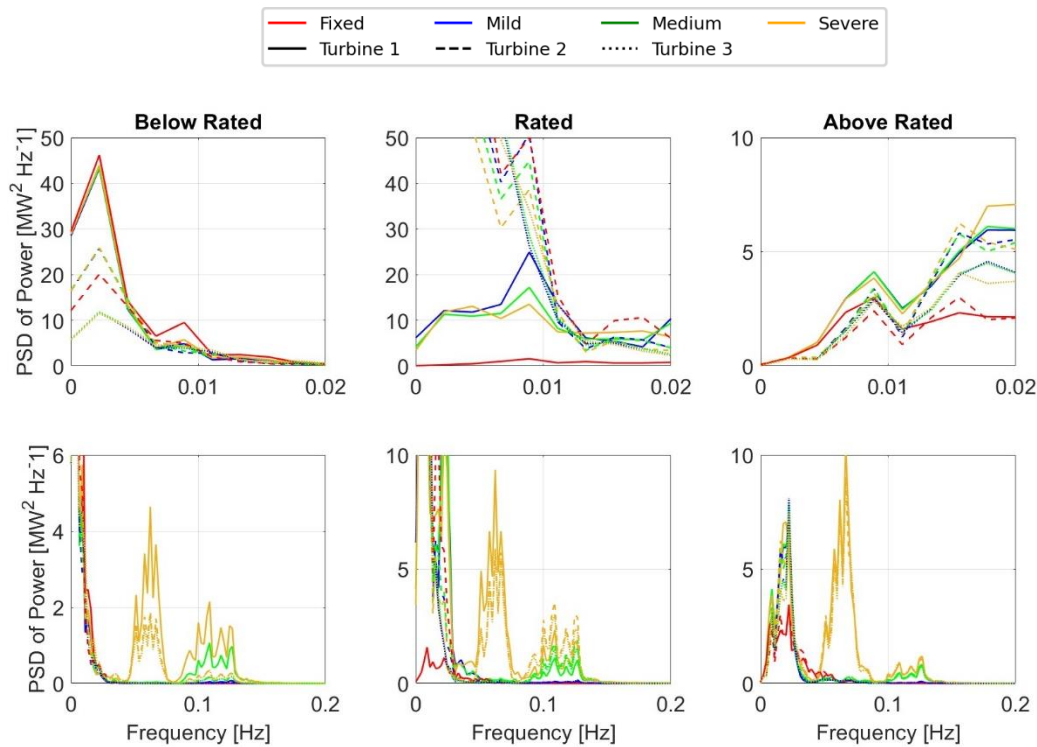 Fixed Mild Medium Severe
Turbine 1 Turbine 2 Turbine 3
Below Rated Rated Above Rated
PSD of Power [MW² Hz⁻¹]
50 50 10
40 40
30 30
5
20 20
10 10
0 0 0
0 0.01 0.02 0 0.01 0.02 0 0.01 0.02
PSD of Power [MW² Hz⁻¹]
6 10 10
4
5 5
2
0 0 0
0 0.1 0.2 0 0.1 0.2 0 0.1 0.2
Frequency [Hz] Frequency [Hz] Frequency [Hz]